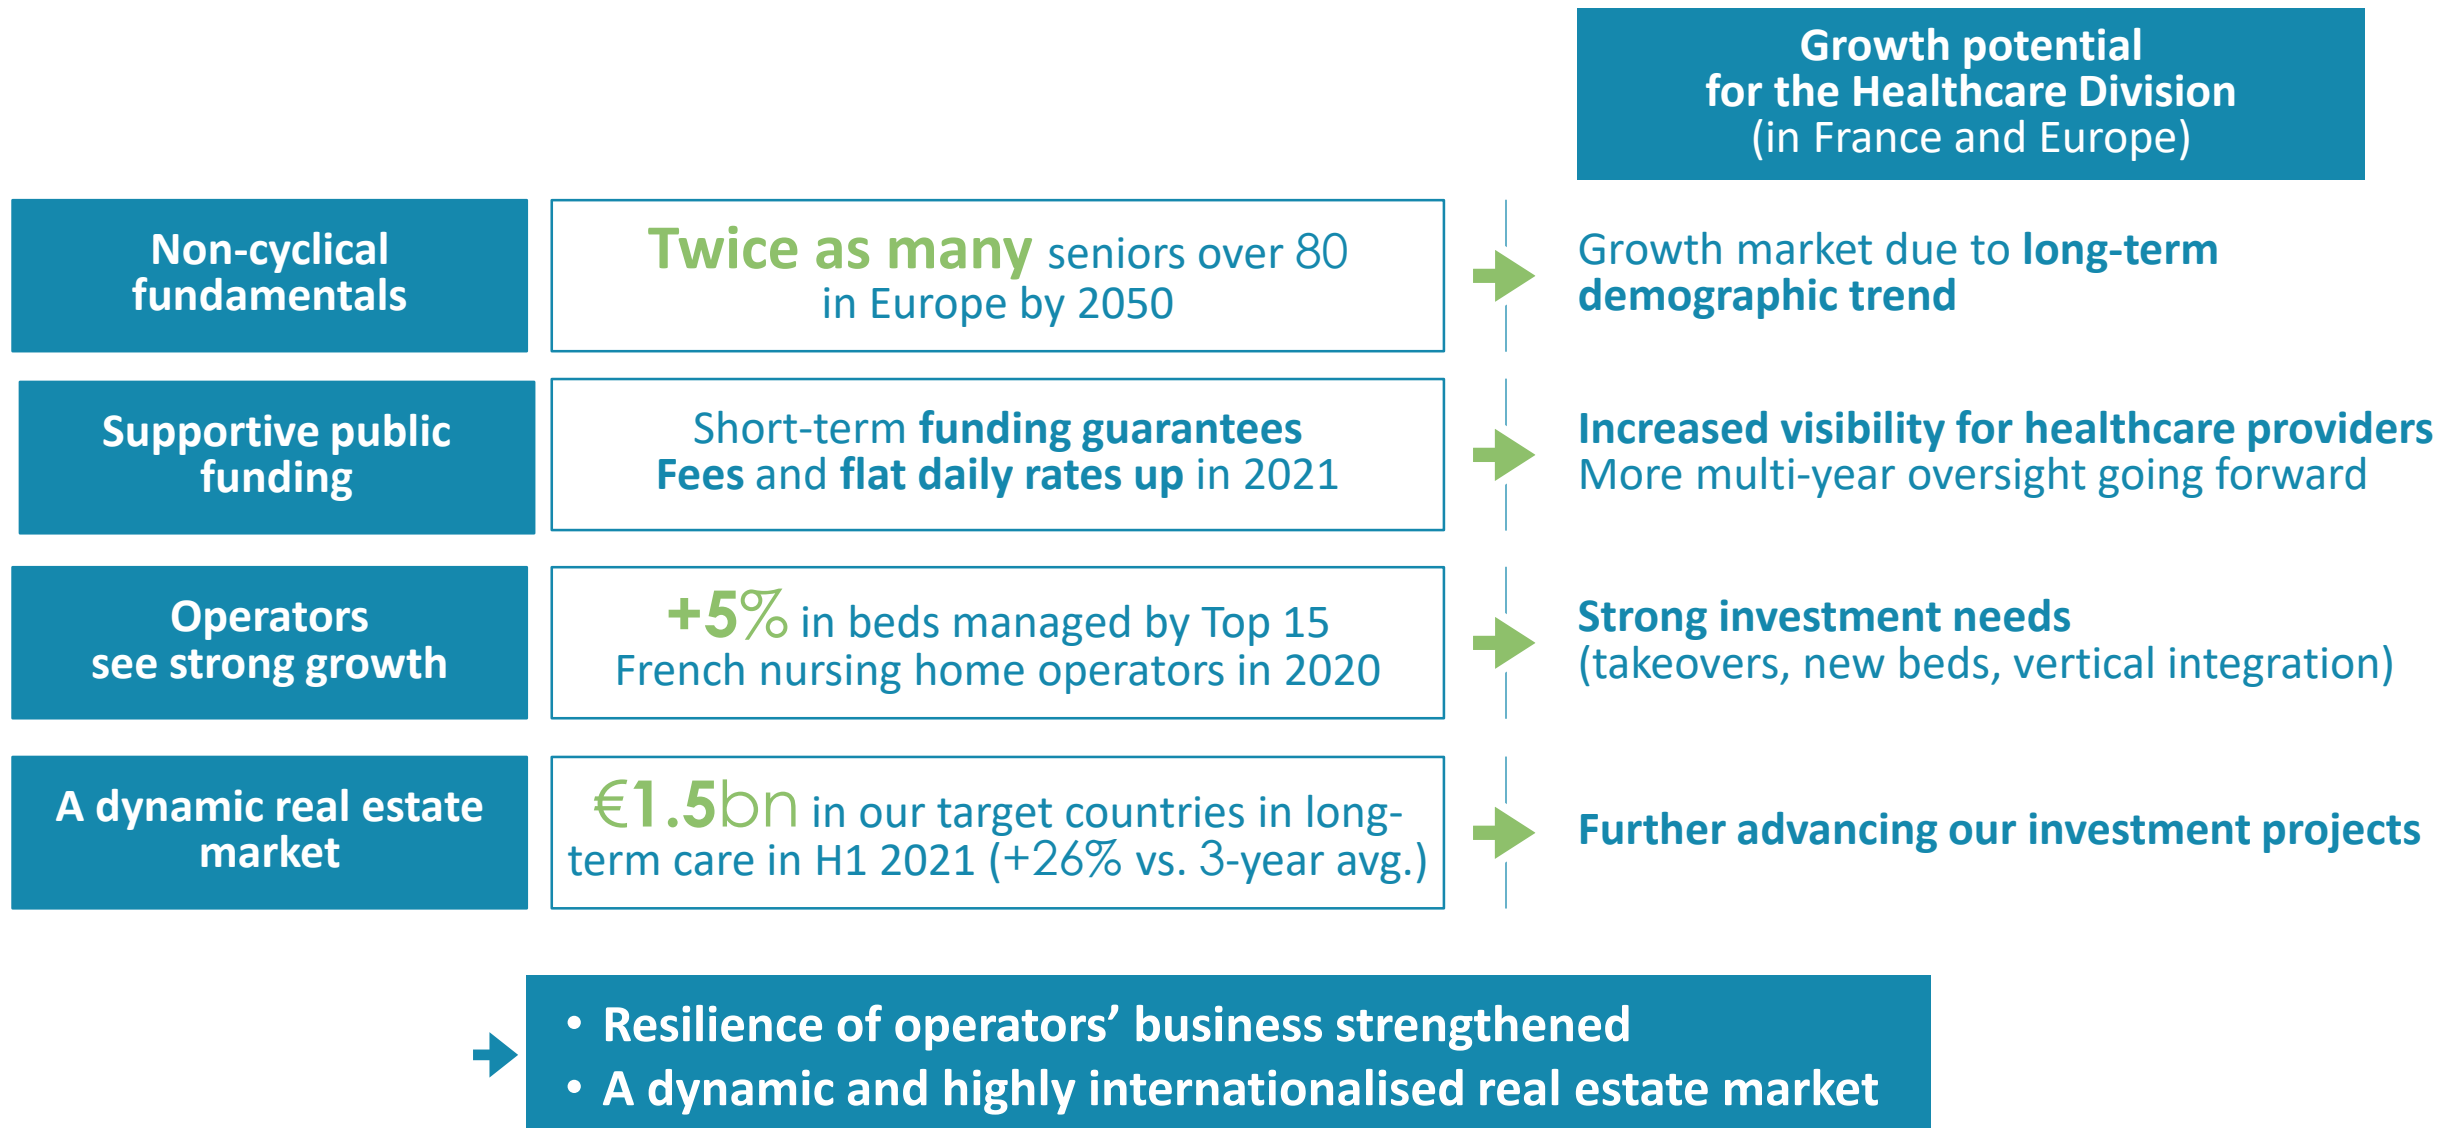 Growth potential
for the Healthcare Division
(in France and Europe)
Non-cyclical
fundamentals
Twice as many seniors over 80
in Europe by 2050
Growth market due to long-term
demographic trend
Supportive public
funding
Short-term funding guarantees
Fees and flat daily rates up in 2021
Increased visibility for healthcare providers
More multi-year oversight going forward
Operators
see strong growth
+5% in beds managed by Top 15
French nursing home operators in 2020
Strong investment needs
(takeovers, new beds, vertical integration)
A dynamic real estate
market
€1.5bn in our target countries in long-
term care in H1 2021 (+26% vs. 3-year avg.)
Further advancing our investment projects
• Resilience of operators’ business strengthened
• A dynamic and highly internationalised real estate market